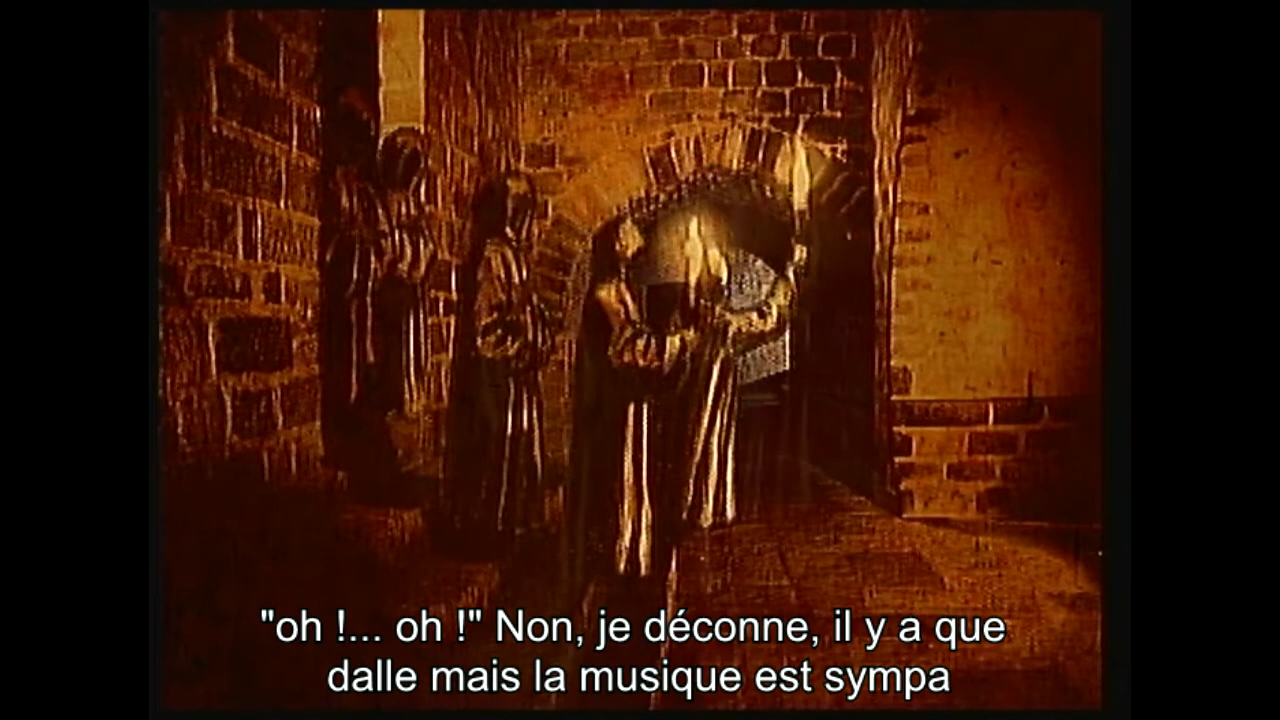 "oh !... oh !" Non, je déconne, il y a que
dalle mais la musique est sympa